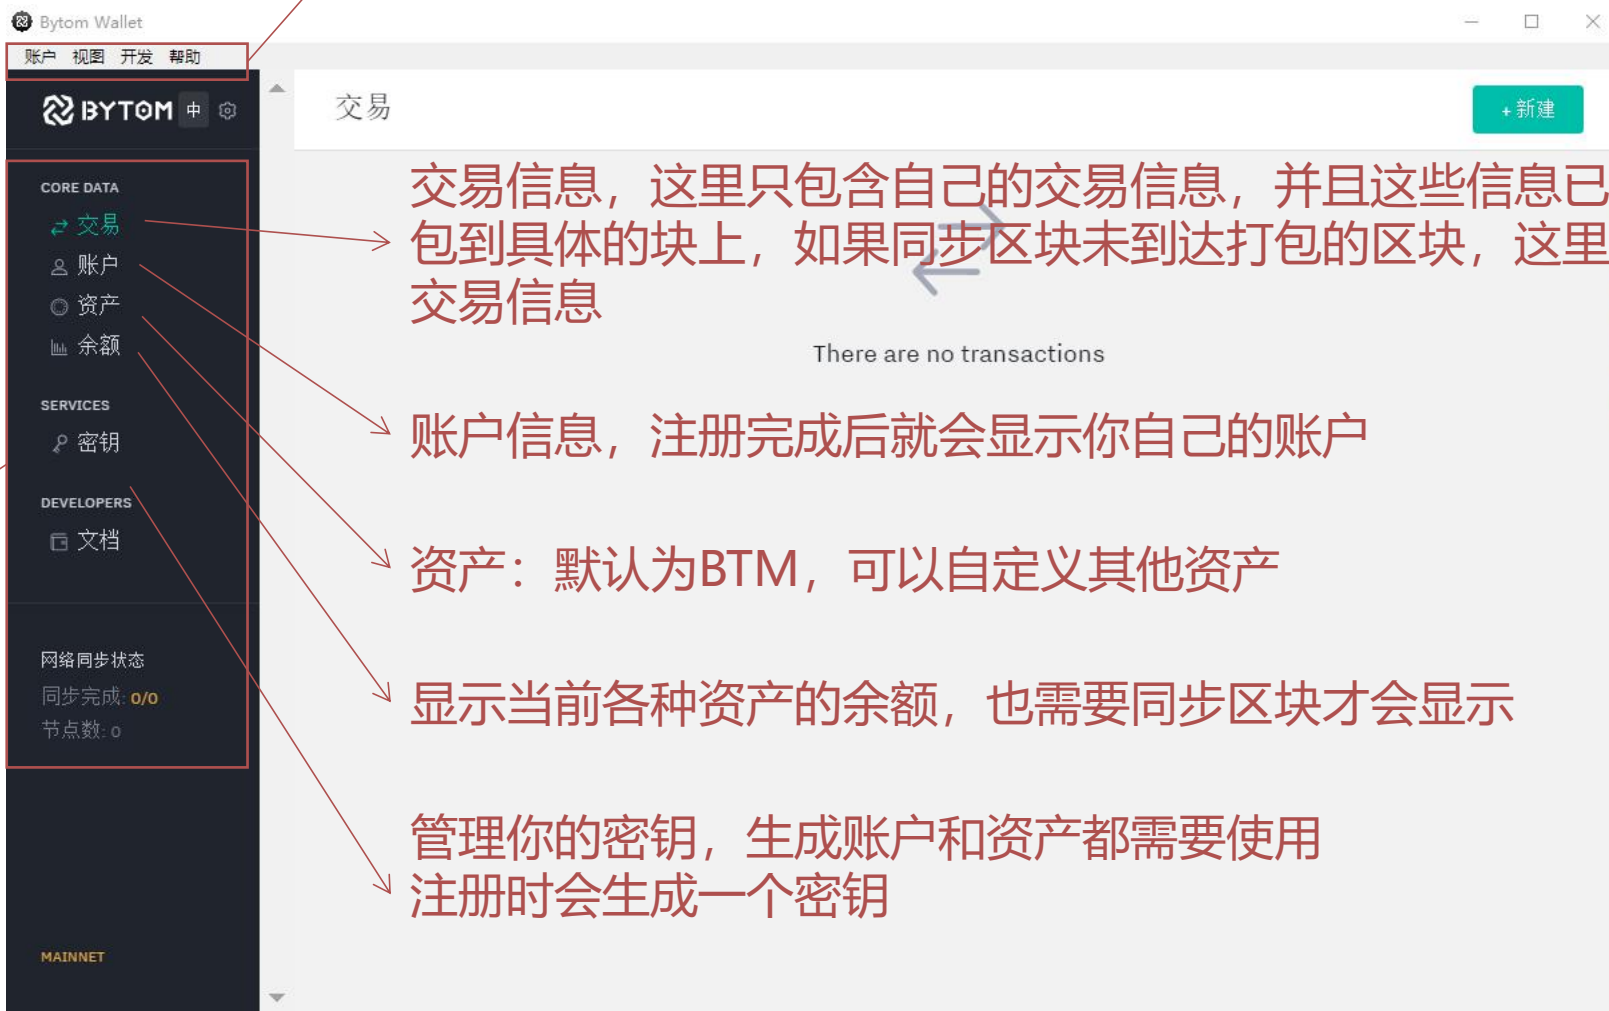 Bytom Wallet
账户 视图 开发 帮助
BYTOM 中
交易
+新建
CORE DATA
交易
账户
资产
余额
SERVICES
密钥
DEVELOPERS
文档
网络同步状态
同步完成: 0/0
节点数: 0
MAINNET
交易信息，这里只包含自己的交易信息，并且这些信息已
包到具体的块上，如果同步区块未到达打包的区块，这里
交易信息
There are no transactions
账户信息，注册完成后就会显示你自己的账户
资产：默认为BTM，可以自定义其他资产
显示当前各种资产的余额，也需要同步区块才会显示
管理你的密钥，生成账户和资产都需要使用
注册时会生成一个密钥